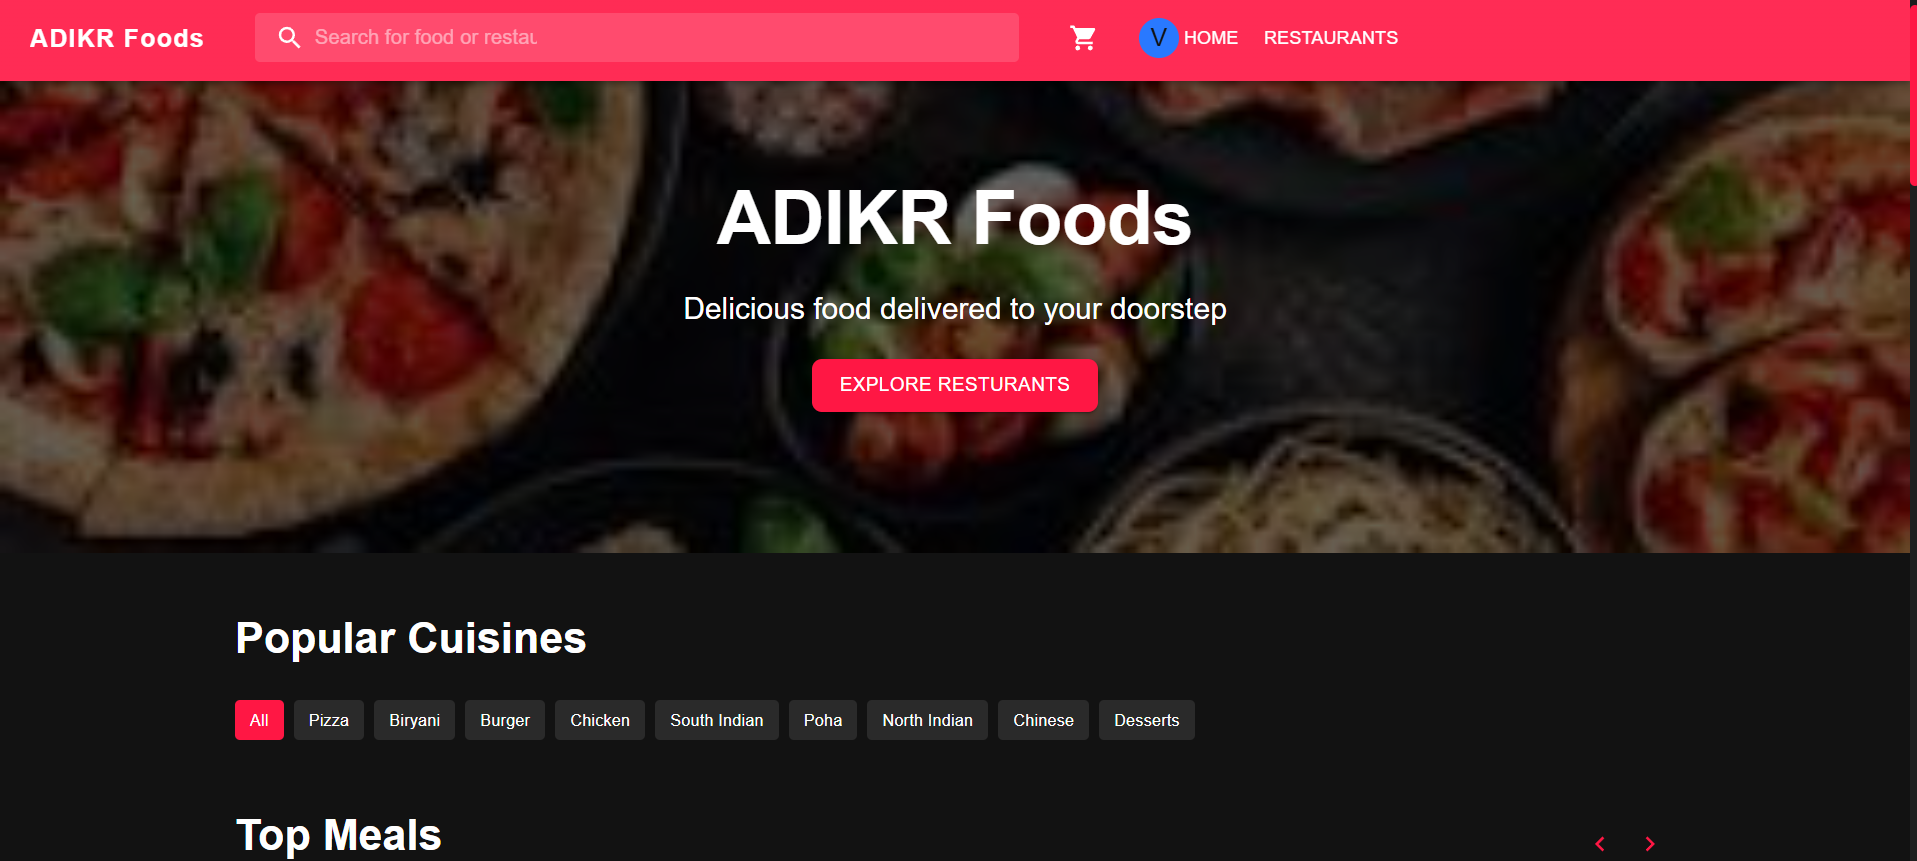 ADIKR Foods
Search for food or restau
V HOME RESTAURANTS
ADIKR Foods
Delicious food delivered to your doorstep
EXPLORE RESTURANTS
Popular Cuisines
All Pizza Biryani Burger Chicken South Indian Poha North Indian Chinese Desserts
Top Meals